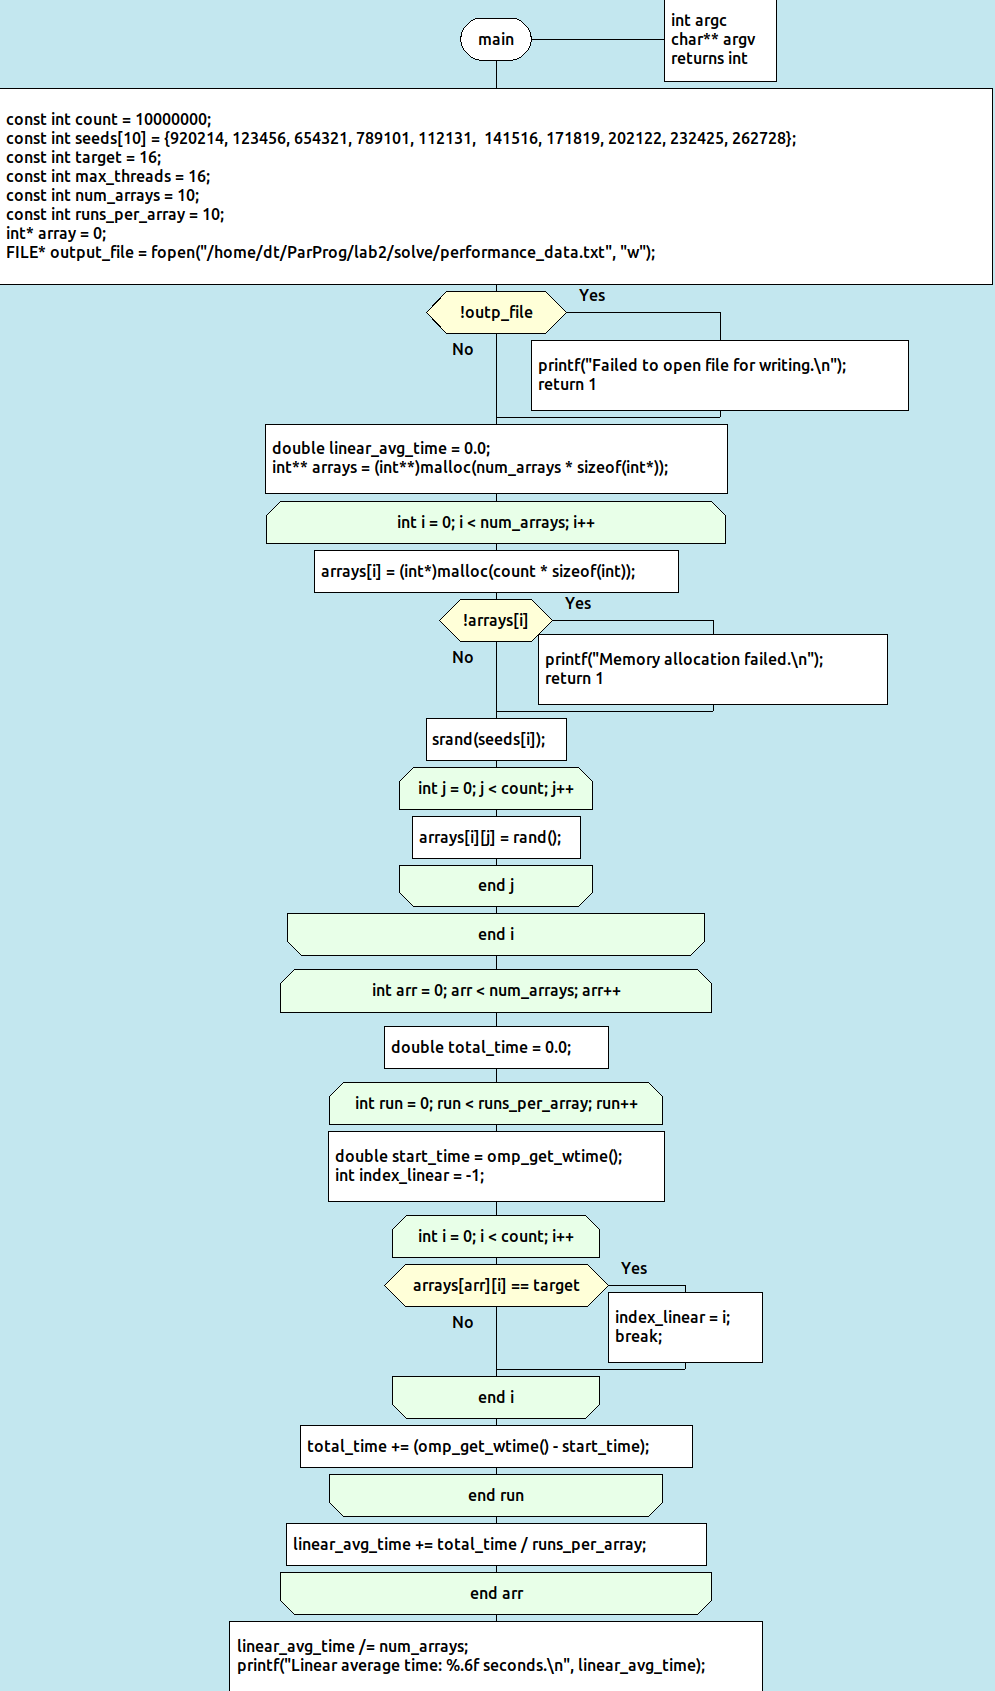 main
int argc
char** argv
returns int
const int count = 10000000;
const int seeds[10] = {920214, 123456, 654321, 789101, 112131,  141516, 171819, 202122, 232425, 262728};
const int target = 16;
const int max_threads = 16;
const int num_arrays = 10;
const int runs_per_array = 10;
int* array = 0;
FILE* output_file = fopen("/home/dt/ParProg/lab2/solve/performance_data.txt", "w");
!outp_file
Yes
No
printf("Failed to open file for writing.\n");
return 1
double linear_avg_time = 0.0;
int** arrays = (int**)malloc(num_arrays * sizeof(int*));
int i = 0; i < num_arrays; i++
arrays[i] = (int*)malloc(count * sizeof(int));
!arrays[i]
Yes
No
printf("Memory allocation failed.\n");
return 1
srand(seeds[i]);
int j = 0; j < count; j++
arrays[i][j] = rand();
end j
end i
int arr = 0; arr < num_arrays; arr++
double total_time = 0.0;
int run = 0; run < runs_per_array; run++
double start_time = omp_get_wtime();
int index_linear = -1;
int i = 0; i < count; i++
arrays[arr][i] == target
Yes
No
index_linear = i;
break;
end i
total_time += (omp_get_wtime() - start_time);
end run
linear_avg_time += total_time / runs_per_array;
end arr
linear_avg_time /= num_arrays;
printf("Linear average time: %.6f seconds.\n", linear_avg_time);